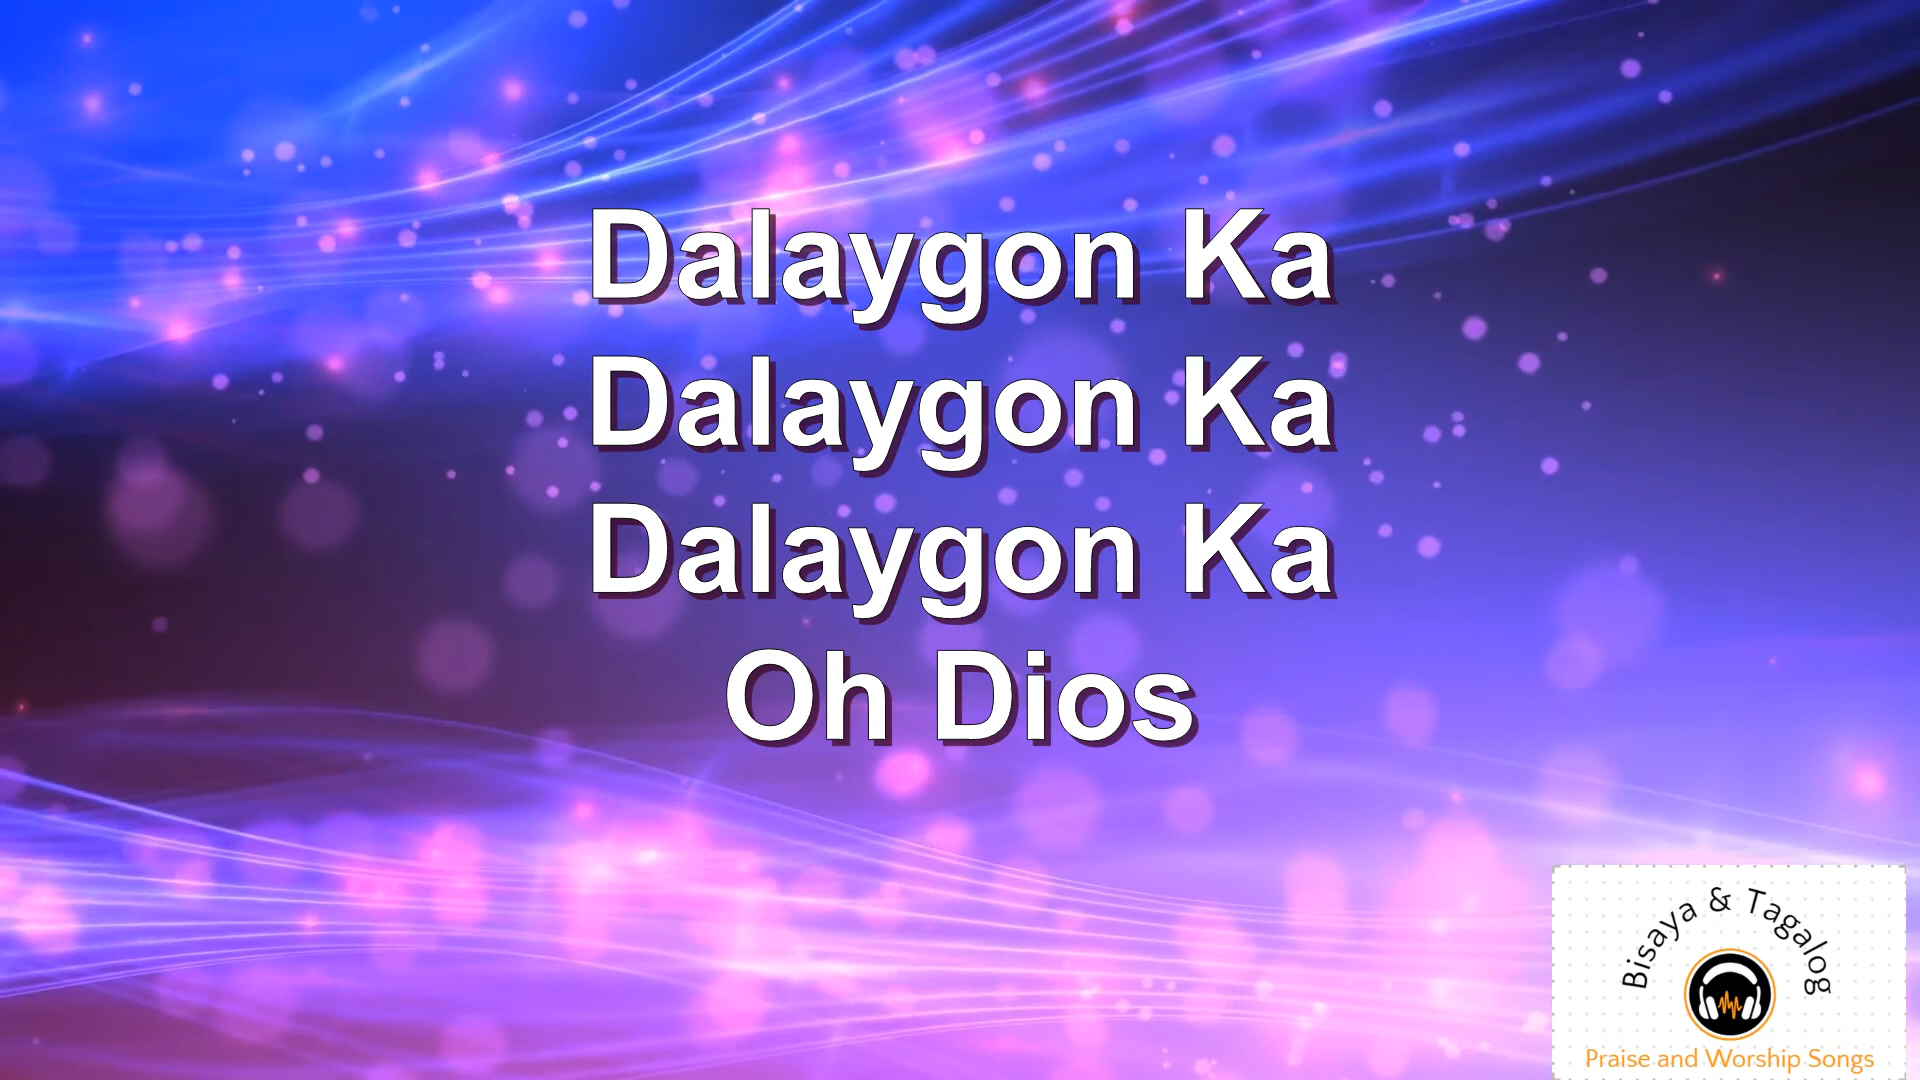 Dalaygon Ka
Dalaygon Ka
Dalaygon Ka
Oh Dios
Bisaya & Tagalog
Praise and Worship Songs